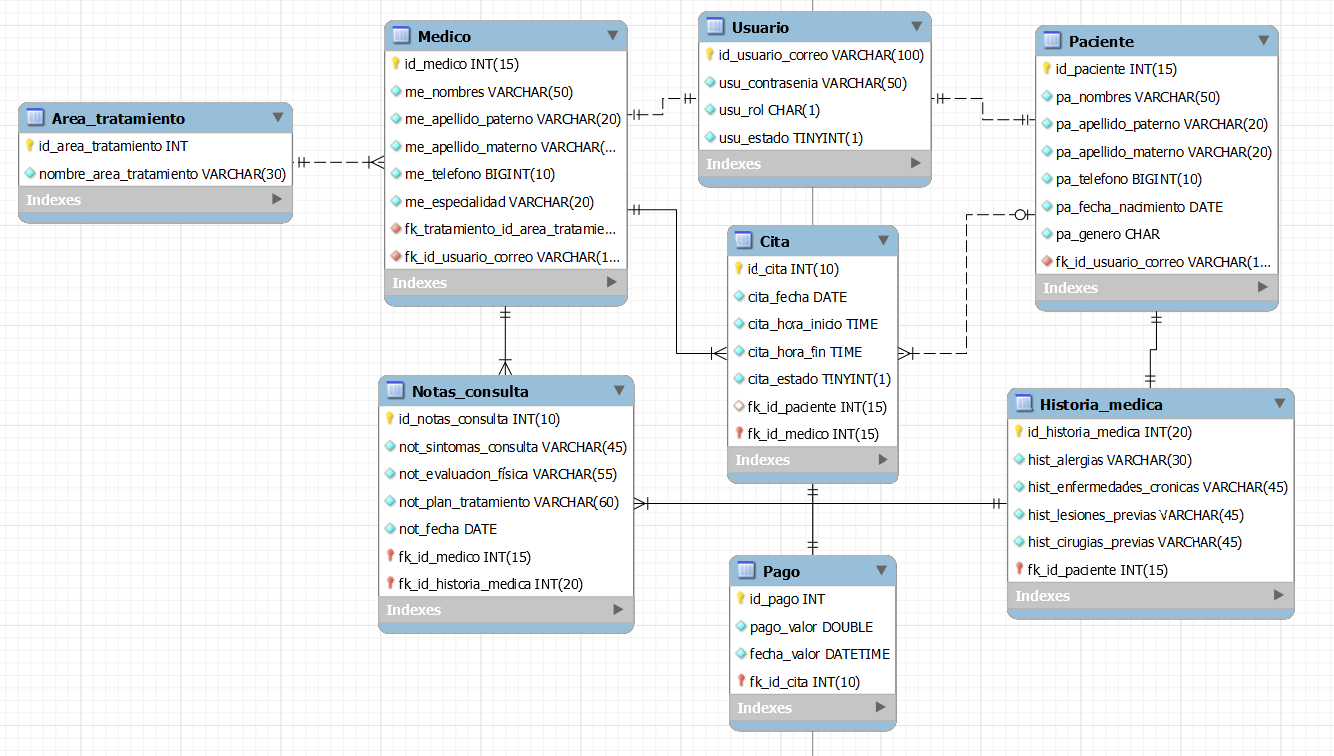 Area_tratamiento
id_area_tratamiento INT
nombre_area_tratamiento VARCHAR(30)
Indexes
Medico
id_medico INT(15)
me_nombres VARCHAR(50)
me_apellido_paterno VARCHAR(20)
me_apellido_materno VARCHAR(...
me_telefono BIGINT(10)
me_especialidad VARCHAR(20)
fk_tratamiento_id_area_tratamie...
fk_id_usuario_correo VARCHAR(1...
Indexes
Usuario
id_usuario_correo VARCHAR(100)
usu_contrasenia VARCHAR(50)
usu_rol CHAR(1)
usu_estado TINYINT(1)
Indexes
Paciente
id_paciente INT(15)
pa_nombres VARCHAR(50)
pa_apellido_paterno VARCHAR(20)
pa_apellido_materno VARCHAR(20)
pa_telefono BIGINT(10)
pa_fecha_nacimiento DATE
pa_genero CHAR
fk_id_usuario_correo VARCHAR(1...
Indexes
Cita
id_cita INT(10)
cita_fecha DATE
cita_hora_inicio TIME
cita_hora_fin TIME
cita_estado TINYINT(1)
fk_id_paciente INT(15)
fk_id_medico INT(15)
Indexes
Notas_consulta
id_notas_consulta INT(10)
not_sintomas_consulta VARCHAR(45)
not_evaluacion_física VARCHAR(55)
not_plan_tratamiento VARCHAR(60)
not_fecha DATE
fk_id_medico INT(15)
fk_id_historia_medica INT(20)
Indexes
Historia_medica
id_historia_medica INT(20)
hist_alergias VARCHAR(30)
hist_enfermedades_cronicas VARCHAR(45)
hist_lesiones_previas VARCHAR(45)
hist_cirugias_previas VARCHAR(45)
fk_id_paciente INT(15)
Indexes
Pago
id_pago INT
pago_valor DOUBLE
fecha_valor DATETIME
fk_id_cita INT(10)
Indexes